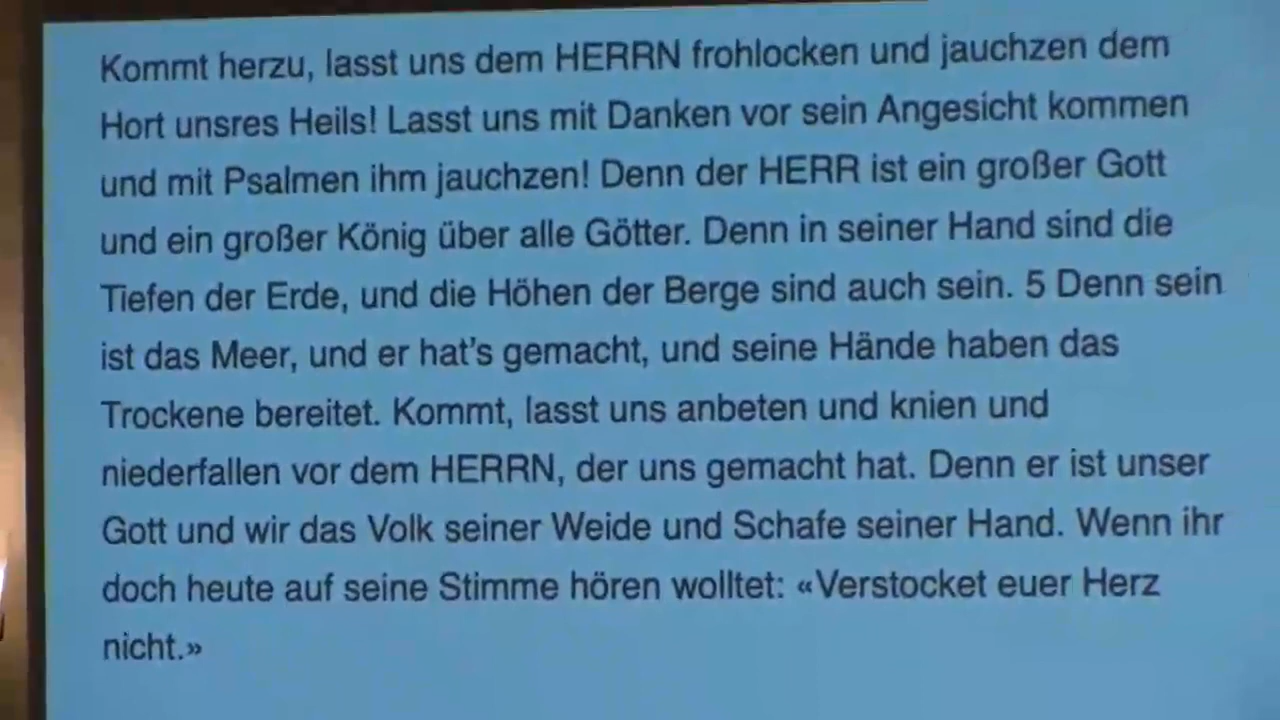 Kommt herzu, lasst uns dem HERRN frohlocken und jauchzen dem
Hort unsres Heils! Lasst uns mit Danken vor sein Angesicht kommen
und mit Psalmen ihm jauchzen! Denn der HERR ist ein großer Gott
und ein großer König über alle Götter. Denn in seiner Hand sind die
Tiefen der Erde, und die Höhen der Berge sind auch sein. 5 Denn sein
ist das Meer, und er hat's gemacht, und seine Hände haben das
Trockene bereitet. Kommt, lasst uns anbeten und knien und
niederfallen vor dem HERRN, der uns gemacht hat. Denn er ist unser
Gott und wir das Volk seiner Weide und Schafe seiner Hand. Wenn ihr
doch heute auf seine Stimme hören wolltet: «Verstocket euer Herz
nicht.»